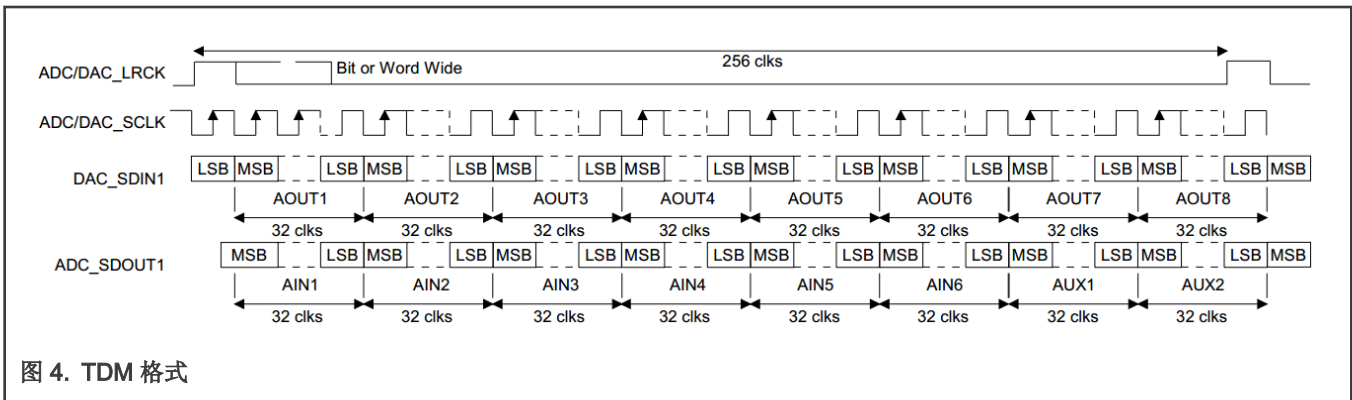 256 clks
ADC/DAC_LRCK Bit or Word Wide
ADC/DAC_SCLK
DAC_SDIN1 LSB MSB LSB MSB LSB MSB LSB MSB LSB MSB LSB MSB LSB MSB LSB MSB LSB MSB
AOUT1 AOUT2 AOUT3 AOUT4 AOUT5 AOUT6 AOUT7 AOUT8
32 clks 32 clks 32 clks 32 clks 32 clks 32 clks 32 clks 32 clks
ADC_SDOUT1 MSB LSB MSB LSB MSB LSB MSB LSB MSB LSB MSB LSB MSB LSB MSB LSB MSB
AIN1 AIN2 AIN3 AIN4 AIN5 AIN6 AUX1 AUX2
32 clks 32 clks 32 clks 32 clks 32 clks 32 clks 32 clks 32 clks
图 4. TDM 格式